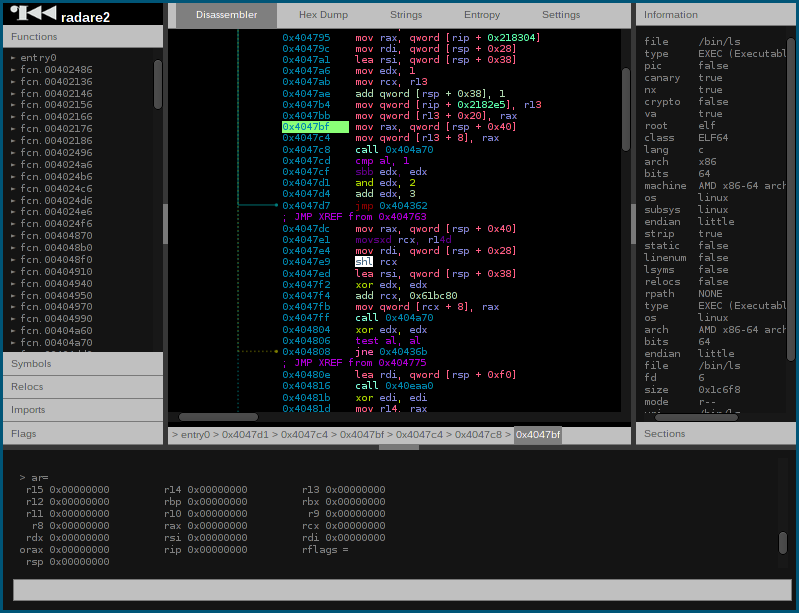 radare2
Functions
► entry0
► fcn.00402486
► fcn.00402136
► fcn.00402146
► fcn.00402156
► fcn.00402166
► fcn.00402176
► fcn.00402186
► fcn.00402496
► fcn.004024a6
► fcn.004024b6
► fcn.004024c6
► fcn.004024d6
► fcn.004024e6
► fcn.004024f6
► fcn.00404870
► fcn.004048b0
► fcn.004048f0
► fcn.00404910
► fcn.00404940
► fcn.00404950
► fcn.00404970
► fcn.00404990
► fcn.00404a60
► fcn.00404a70
Symbols
Relocs
Imports
Flags
Disassembler Hex Dump Strings Entropy Settings
0x404795 mov rax, qword [rip + 0x218304]
0x40479c mov rdi, qword [rsp + 0x28]
0x4047a1 lea rsi, qword [rsp + 0x38]
0x4047a6 mov edx, 1
0x4047ab mov rcx, r13
0x4047ae add qword [rsp + 0x38], 1
0x4047b4 mov qword [rip + 0x2182e5], r13
0x4047bb mov qword [r13 + 0x20], rax
0x4047bf mov rax, qword [rsp + 0x40]
0x4047c4 mov qword [r13 + 8], rax
0x4047c8 call 0x404a70
0x4047cd cmp al, 1
0x4047cf sbb edx, edx
0x4047d1 and edx, 2
0x4047d4 add edx, 3
0x4047d7 jmp 0x404362
; JMP XREF from 0x404763
0x4047dc mov rax, qword [rsp + 0x40]
0x4047e1 movsxd rcx, r14d
0x4047e4 mov rdi, qword [rsp + 0x28]
0x4047e9 shl rcx
0x4047ed lea rsi, qword [rsp + 0x38]
0x4047f2 xor edx, edx
0x4047f4 add rcx, 0x61bc80
0x4047fb mov qword [rcx + 8], rax
0x4047ff call 0x404a70
0x404804 xor edx, edx
0x404806 test al, al
0x404808 jne 0x40436b
; JMP XREF from 0x404775
0x40480e lea rdi, qword [rsp + 0xf0]
0x404816 call 0x40eaa0
0x40481b xor edi, edi
0x40481d mov r14, rax
> entry0 > 0x4047d1 > 0x4047c4 > 0x4047bf > 0x4047c4 > 0x4047c8 > 0x4047bf
Information
file /bin/ls
type EXEC (Executabl
pic false
canary true
nx true
crypto false
va true
root elf
class ELF64
lang c
arch x86
bits 64
machine AMD x86-64 arch
os linux
subsys linux
endian little
strip true
static false
linenum false
lsyms false
relocs false
rpath NONE
type EXEC (Executabl
os linux
arch AMD x86-64 arch
bits 64
endian little
file /bin/ls
fd 6
size 0x1c6f8
mode r--
uri /bin/ls
Sections
> ar=
r15 0x00000000 r14 0x00000000 r13 0x00000000
r12 0x00000000 rbp 0x00000000 rbx 0x00000000
r11 0x00000000 r10 0x00000000 r9 0x00000000
r8 0x00000000 rax 0x00000000 rcx 0x00000000
rdx 0x00000000 rsi 0x00000000 rdi 0x00000000
orax 0x00000000 rip 0x00000000 rflags =
rsp 0x00000000